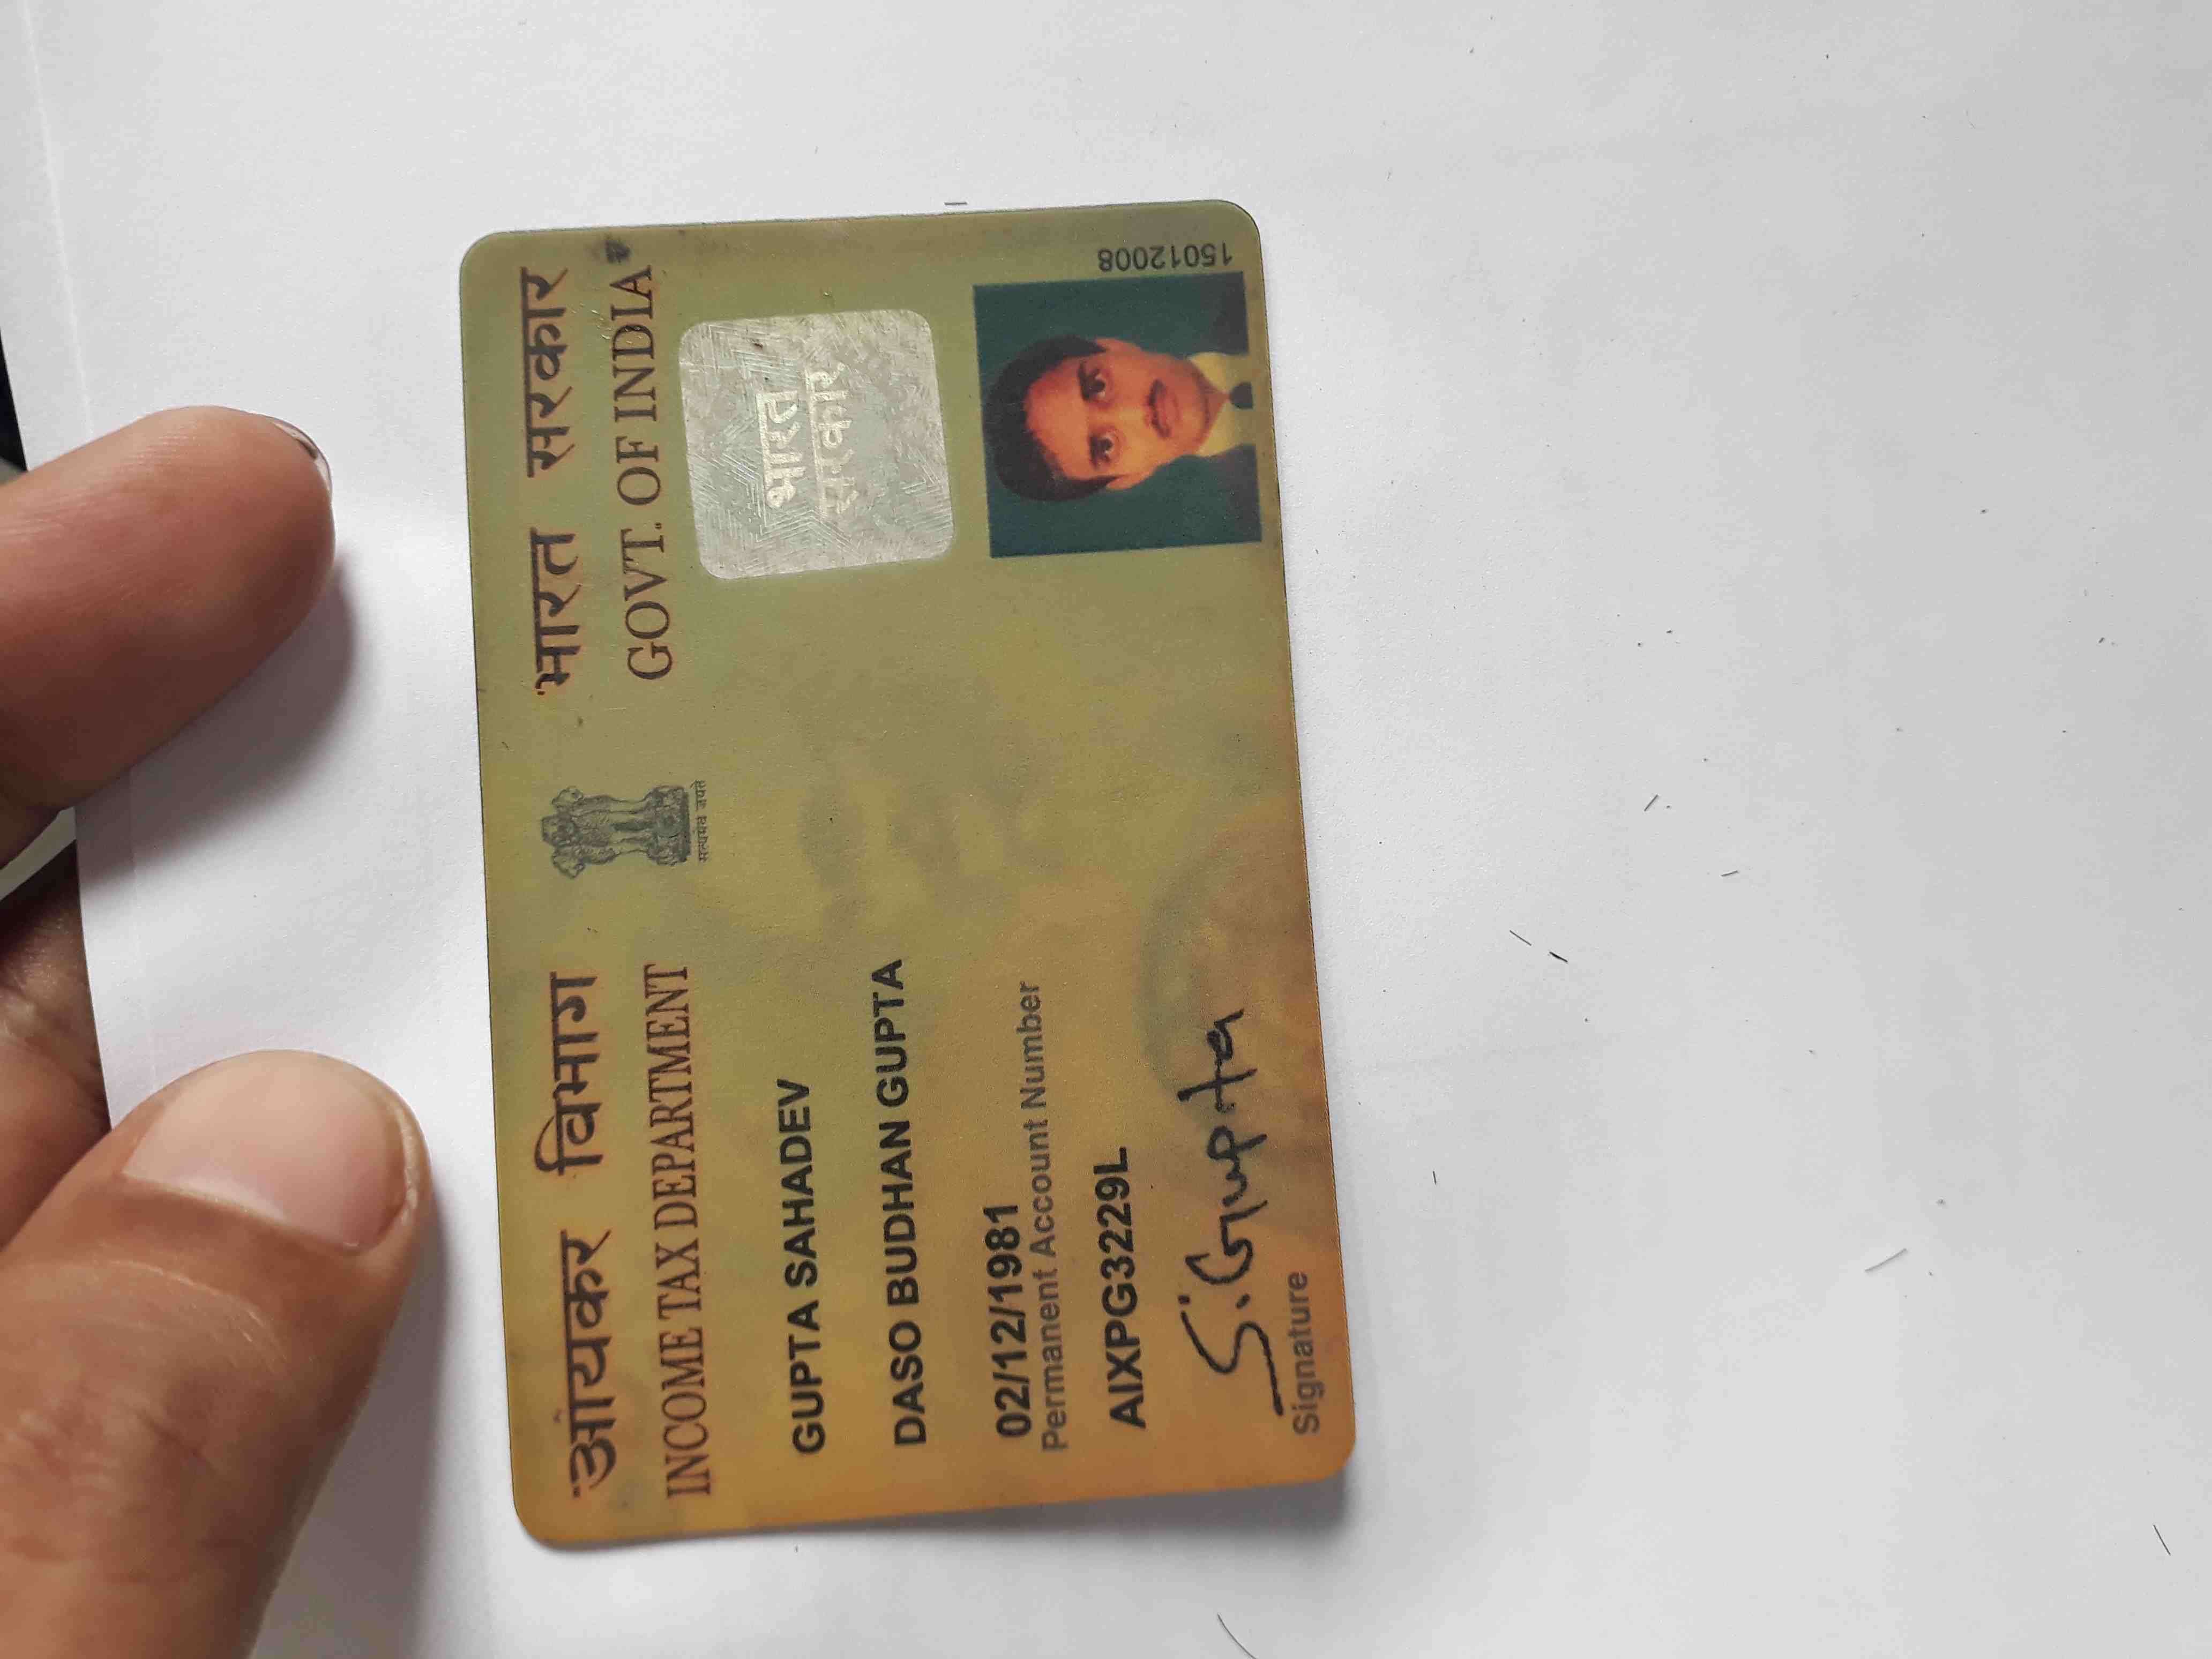 आयकर विभाग भारत सरकार
INCOME TAX DEPARTMENT GOVT. OF INDIA
सत्यमेव जयते
भारत
सरकार
GUPTA SAHADEV
DASO BUDHAN GUPTA
02/12/1981
Permanent Account Number
AIXPG3229L
S. Gupta
Signature
15012008